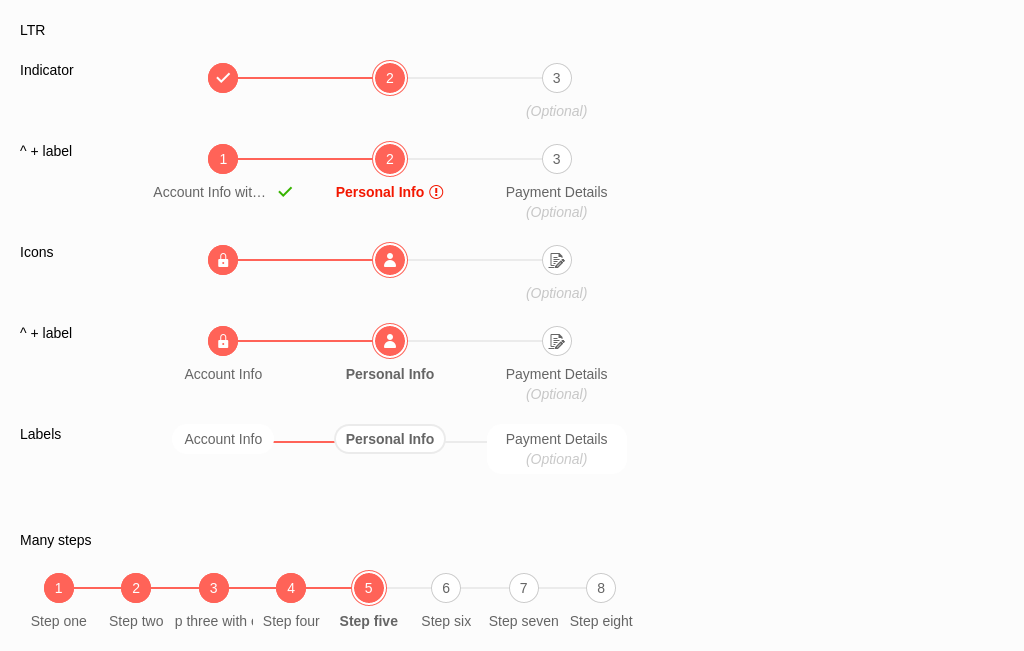 LTR
Indicator
2 3
(Optional)
^ + label
1 2 3
Account Info wit… Personal Info Payment Details
(Optional)
Icons
(Optional)
^ + label
Account Info Personal Info Payment Details
(Optional)
Labels
Account Info Personal Info Payment Details
(Optional)
Many steps
1 2 3 4 5 6 7 8
Step one Step two p three with Step four Step five Step six Step seven Step eight